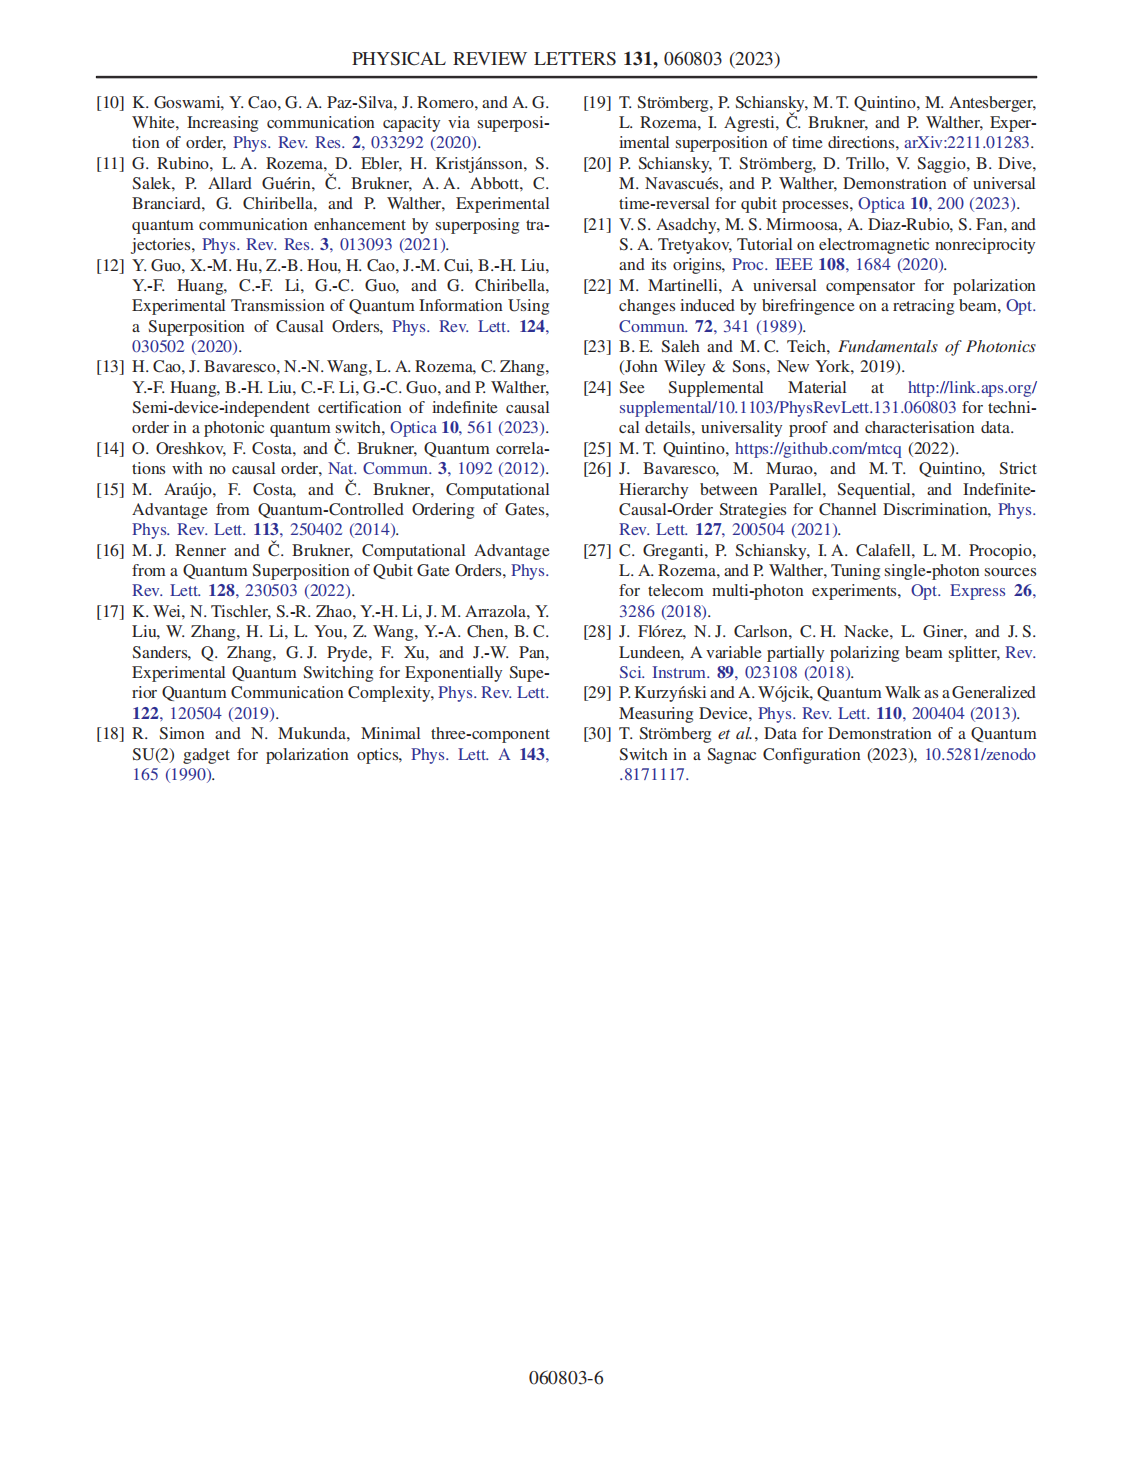 PHYSICAL REVIEW LETTERS 131, 060803 (2023)
[10] K. Goswami, Y. Cao, G. A. Paz-Silva, J. Romero, and A. G.
White, Increasing communication capacity via superposi-
tion of order, Phys. Rev. Res. 2, 033292 (2020).
[11] G. Rubino, L. A. Rozema, D. Ebler, H. Kristjánsson, S.
Salek, P. Allard Guérin, Č. Brukner, A. A. Abbott, C.
Branciard, G. Chiribella, and P. Walther, Experimental
quantum communication enhancement by superposing tra-
jectories, Phys. Rev. Res. 3, 013093 (2021).
[12] Y. Guo, X.-M. Hu, Z.-B. Hou, H. Cao, J.-M. Cui, B.-H. Liu,
Y.-F. Huang, C.-F. Li, G.-C. Guo, and G. Chiribella,
Experimental Transmission of Quantum Information Using
a Superposition of Causal Orders, Phys. Rev. Lett. 124,
030502 (2020).
[13] H. Cao, J. Bavaresco, N.-N. Wang, L. A. Rozema, C. Zhang,
Y.-F. Huang, B.-H. Liu, C.-F. Li, G.-C. Guo, and P. Walther,
Semi-device-independent certification of indefinite causal
order in a photonic quantum switch, Optica 10, 561 (2023).
[14] O. Oreshkov, F. Costa, and Č. Brukner, Quantum correla-
tions with no causal order, Nat. Commun. 3, 1092 (2012).
[15] M. Araújo, F. Costa, and Č. Brukner, Computational
Advantage from Quantum-Controlled Ordering of Gates,
Phys. Rev. Lett. 113, 250402 (2014).
[16] M. J. Renner and Č. Brukner, Computational Advantage
from a Quantum Superposition of Qubit Gate Orders, Phys.
Rev. Lett. 128, 230503 (2022).
[17] K. Wei, N. Tischler, S.-R. Zhao, Y.-H. Li, J. M. Arrazola, Y.
Liu, W. Zhang, H. Li, L. You, Z. Wang, Y.-A. Chen, B. C.
Sanders, Q. Zhang, G. J. Pryde, F. Xu, and J.-W. Pan,
Experimental Quantum Switching for Exponentially Supe-
rior Quantum Communication Complexity, Phys. Rev. Lett.
122, 120504 (2019).
[18] R. Simon and N. Mukunda, Minimal three-component
SU(2) gadget for polarization optics, Phys. Lett. A 143,
165 (1990).
[19] T. Strömberg, P. Schiansky, M. T. Quintino, M. Antesberger,
L. Rozema, I. Agresti, Č. Brukner, and P. Walther, Exper-
imental superposition of time directions, arXiv:2211.01283.
[20] P. Schiansky, T. Strömberg, D. Trillo, V. Saggio, B. Dive,
M. Navascués, and P. Walther, Demonstration of universal
time-reversal for qubit processes, Optica 10, 200 (2023).
[21] V. S. Asadchy, M. S. Mirmoosa, A. Diaz-Rubio, S. Fan, and
S. A. Tretyakov, Tutorial on electromagnetic nonreciprocity
and its origins, Proc. IEEE 108, 1684 (2020).
[22] M. Martinelli, A universal compensator for polarization
changes induced by birefringence on a retracing beam, Opt.
Commun. 72, 341 (1989).
[23] B. E. Saleh and M. C. Teich, Fundamentals of Photonics
(John Wiley & Sons, New York, 2019).
[24] See Supplemental Material at http://link.aps.org/
supplemental/10.1103/PhysRevLett.131.060803 for techni-
cal details, universality proof and characterisation data.
[25] M. T. Quintino, https://github.com/mtcq (2022).
[26] J. Bavaresco, M. Murao, and M. T. Quintino, Strict
Hierarchy between Parallel, Sequential, and Indefinite-
Causal-Order Strategies for Channel Discrimination, Phys.
Rev. Lett. 127, 200504 (2021).
[27] C. Greganti, P. Schiansky, I. A. Calafell, L. M. Procopio,
L. A. Rozema, and P. Walther, Tuning single-photon sources
for telecom multi-photon experiments, Opt. Express 26,
3286 (2018).
[28] J. Flórez, N. J. Carlson, C. H. Nacke, L. Giner, and J. S.
Lundeen, A variable partially polarizing beam splitter, Rev.
Sci. Instrum. 89, 023108 (2018).
[29] P. Kurzyński and A. Wójcik, Quantum Walk as a Generalized
Measuring Device, Phys. Rev. Lett. 110, 200404 (2013).
[30] T. Strömberg et al., Data for Demonstration of a Quantum
Switch in a Sagnac Configuration (2023), 10.5281/zenodo
.8171117.
060803-6